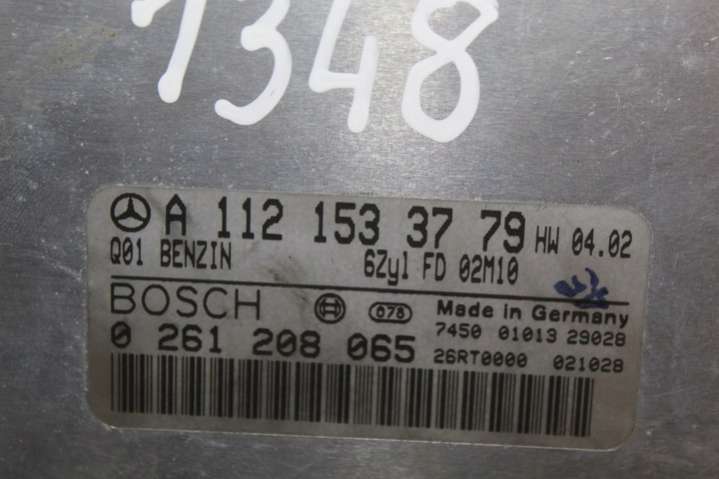 1348
A 112 153 37 79 HW 04.02
Q01 BENZIN 6Zyl FD 02M10
BOSCH 078 Made in Germany
0 261 208 065 7450 01013 29028
26RT0000 021028